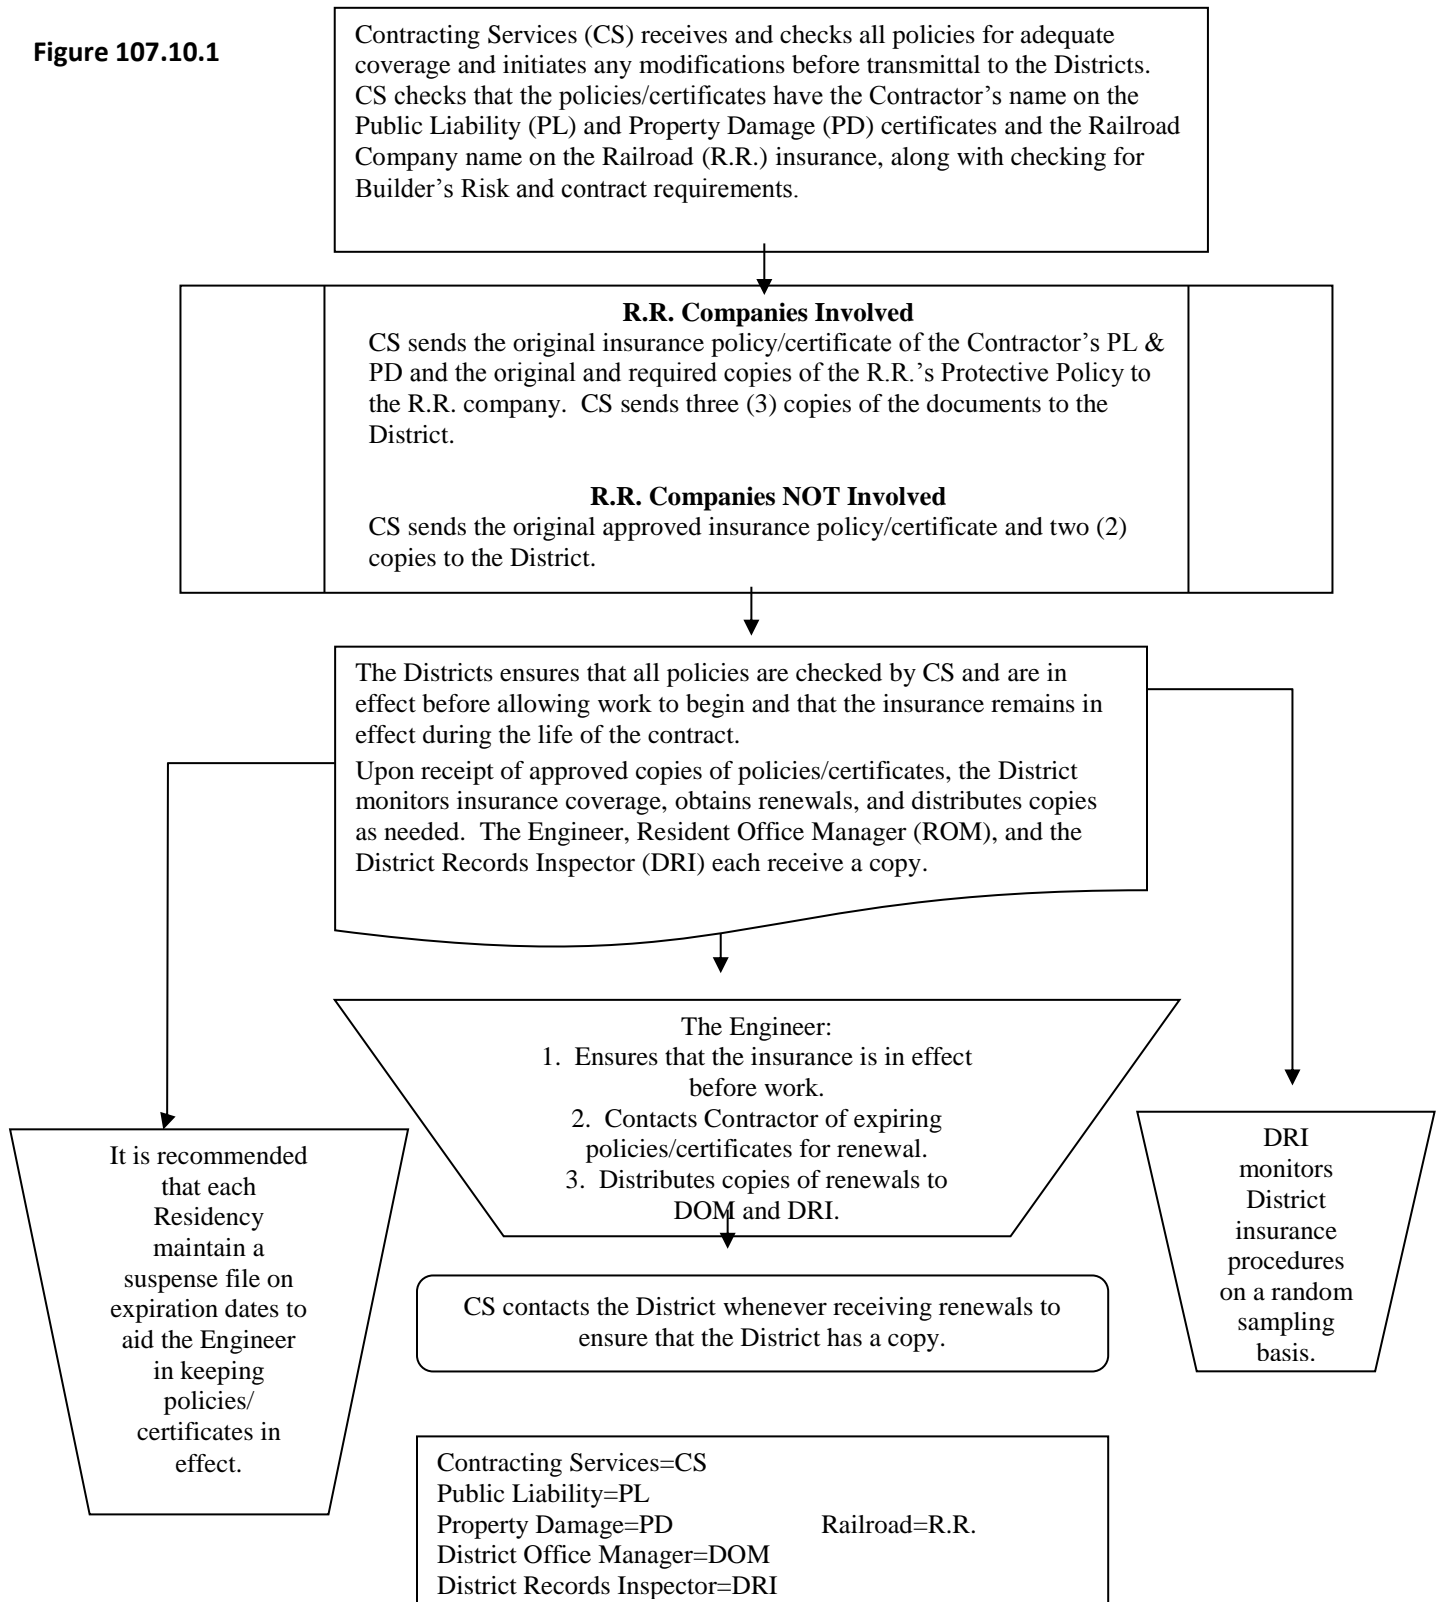 Figure 107.10.1
Contracting Services (CS) receives and checks all policies for adequate
coverage and initiates any modifications before transmittal to the Districts.
CS checks that the policies/certificates have the Contractor’s name on the
Public Liability (PL) and Property Damage (PD) certificates and the Railroad
Company name on the Railroad (R.R.) insurance, along with checking for
Builder’s Risk and contract requirements.
R.R. Companies Involved
CS sends the original insurance policy/certificate of the Contractor’s PL &
PD and the original and required copies of the R.R.’s Protective Policy to
the R.R. company.  CS sends three (3) copies of the documents to the
District.
R.R. Companies NOT Involved
CS sends the original approved insurance policy/certificate and two (2)
copies to the District.
The Districts ensures that all policies are checked by CS and are in
effect before allowing work to begin and that the insurance remains in
effect during the life of the contract.
Upon receipt of approved copies of policies/certificates, the District
monitors insurance coverage, obtains renewals, and distributes copies
as needed.  The Engineer, Resident Office Manager (ROM), and the
District Records Inspector (DRI) each receive a copy.
The Engineer:
1.  Ensures that the insurance is in effect
before work.
2.  Contacts Contractor of expiring
policies/certificates for renewal.
3.  Distributes copies of renewals to
DOM and DRI.
It is recommended
that each
Residency
maintain a
suspense file on
expiration dates to
aid the Engineer
in keeping
policies/
certificates in
effect.
DRI
monitors
District
insurance
procedures
on a random
sampling
basis.
CS contacts the District whenever receiving renewals to
ensure that the District has a copy.
Contracting Services=CS
Public Liability=PL
Property Damage=PD Railroad=R.R.
District Office Manager=DOM
District Records Inspector=DRI